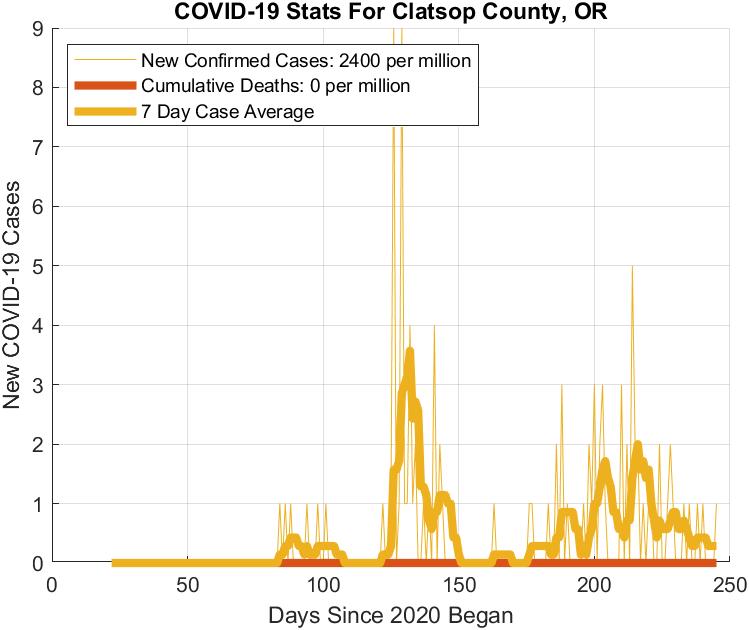 COVID-19 Stats For Clatsop County, OR
New Confirmed Cases: 2400 per million
Cumulative Deaths: 0 per million
7 Day Case Average
New COVID-19 Cases
9
8
7
6
5
4
3
2
1
0
0 50 100 150 200 250
Days Since 2020 Began